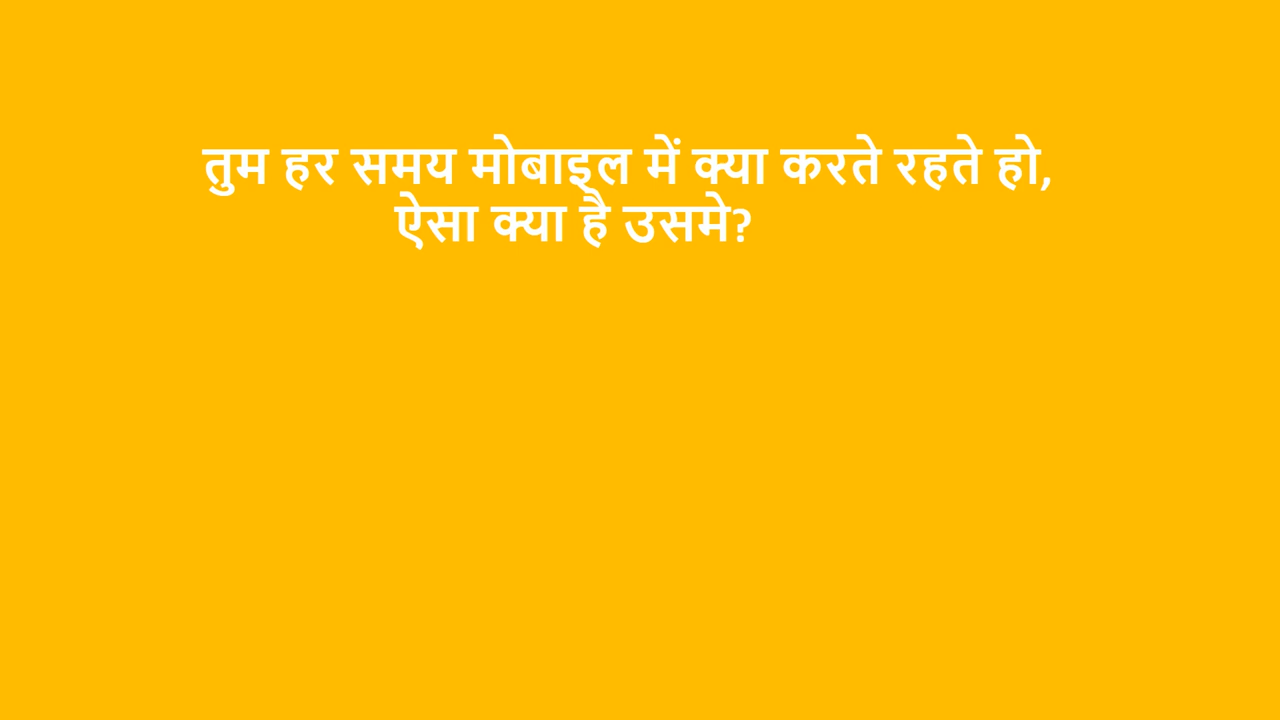 तुम हर समय मोबाइल में क्या करते रहते हो,
ऐसा क्या है उसमे?